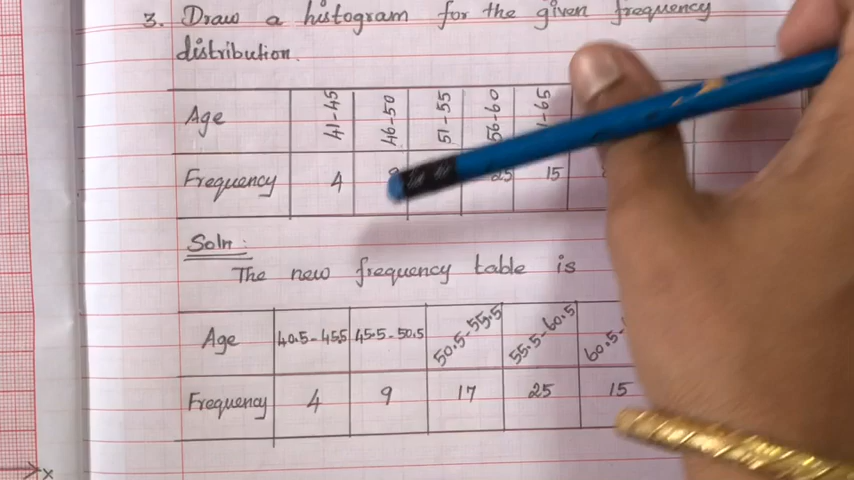 3. Draw a histogram for the given frequency
distribution.
Age 41-45 46-50 51-55 56-60
Frequency 4 25 15
Soln:
The new frequency table is
Age 40.5-45.5 45.5-50.5 50.5-55.5 55.5-60.5 60.5-
Frequency 4 9 17 25 15
x